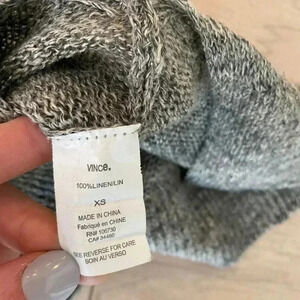 VINCE.
100%LINEN/LIN
XS
MADE IN CHINA
Fabriqué en CHINE
RN# 106730
CA# 34460
SEE REVERSE FOR CARE
SOIN AU VERSO